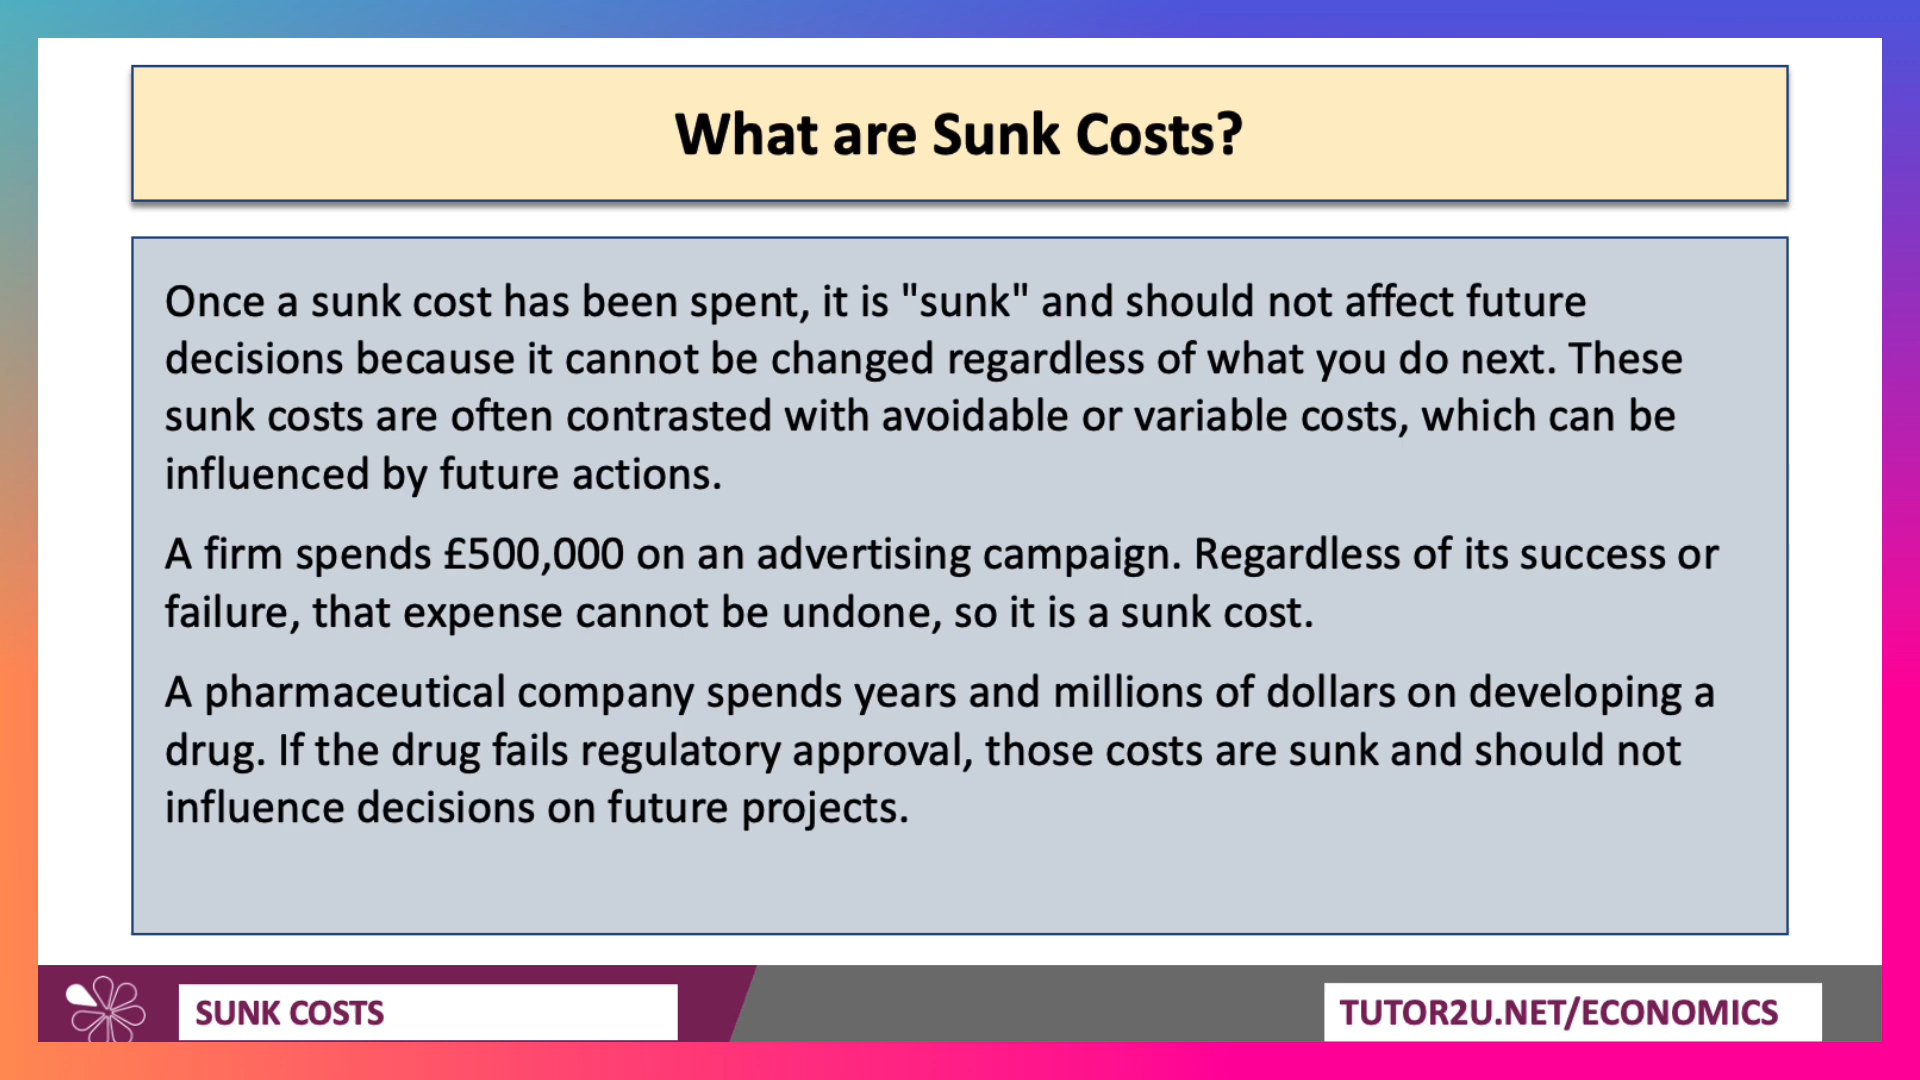 What are Sunk Costs?
Once a sunk cost has been spent, it is "sunk" and should not affect future
decisions because it cannot be changed regardless of what you do next. These
sunk costs are often contrasted with avoidable or variable costs, which can be
influenced by future actions.
A firm spends £500,000 on an advertising campaign. Regardless of its success or
failure, that expense cannot be undone, so it is a sunk cost.
A pharmaceutical company spends years and millions of dollars on developing a
drug. If the drug fails regulatory approval, those costs are sunk and should not
influence decisions on future projects.
SUNK COSTS
TUTOR2U.NET/ECONOMICS